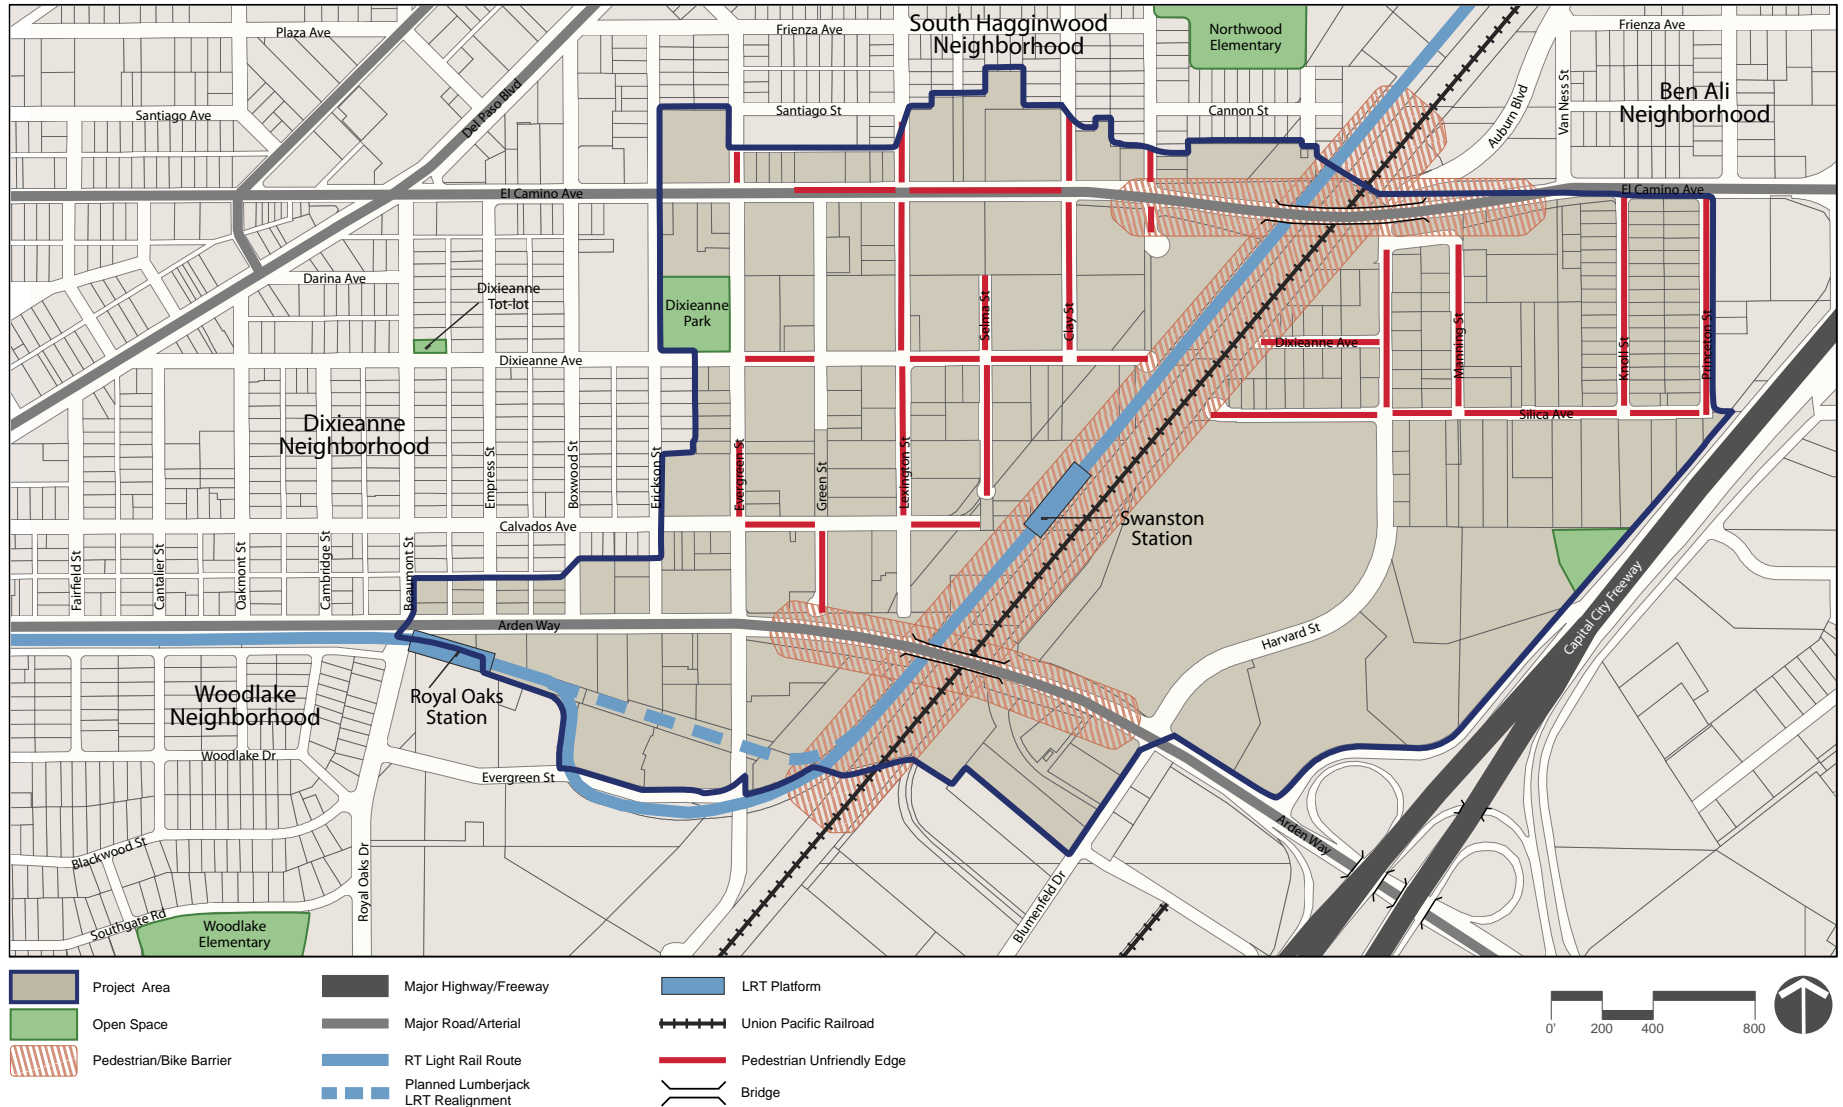 Plaza Ave
Frienza Ave
South Hagginwood
Neighborhood
Northwood
Elementary
Frienza Ave
Santiago Ave
Del Paso Blvd
Santiago St
Cannon St
Auburn Blvd
Van Ness St
Ben Ali
Neighborhood
El Camino Ave
El Camino Ave
Darina Ave
Dixieanne
Tot-lot
Dixieanne
Park
Selma St
Clay St
Dixieanne Ave
Manning St
Knoll St
Princeton St
Dixieanne Ave
Silica Ave
Dixieanne
Neighborhood
Empress St
Boxwood St
Erickson St
Evergreen St
Green St
Lexington St
Calvados Ave
Swanston
Station
Fairfield St
Cantalier St
Oakmont St
Cambridge St
Beaumont St
Arden Way
Harvard St
Capital City Freeway
Woodlake
Neighborhood
Royal Oaks
Station
Woodlake Dr
Evergreen St
Arden Way
Blackwood St
Royal Oaks Dr
Blumenfeld Dr
Southgate Rd
Woodlake
Elementary
Project Area
Open Space
Pedestrian/Bike Barrier
Major Highway/Freeway
Major Road/Arterial
RT Light Rail Route
Planned Lumberjack
LRT Realignment
LRT Platform
Union Pacific Railroad
Pedestrian Unfriendly Edge
Bridge
0' 200 400 800